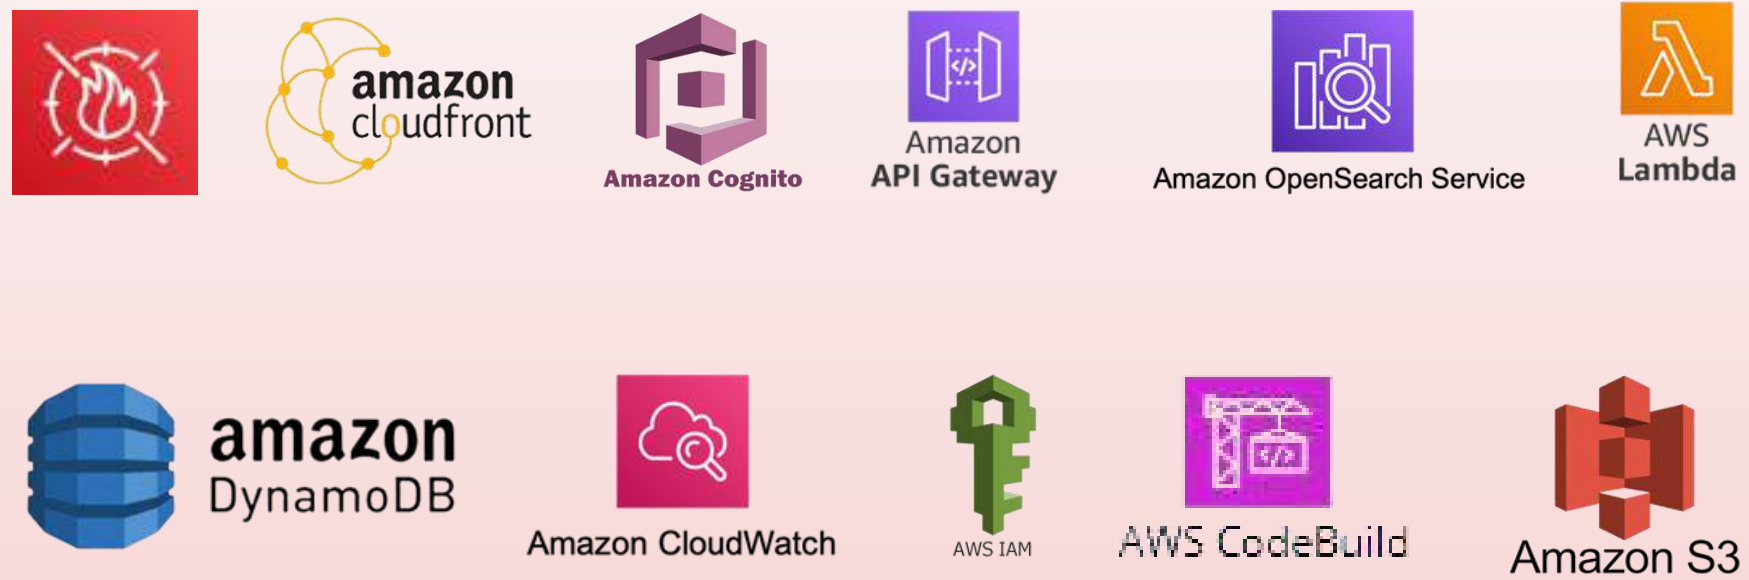 amazon
cloudfront
Amazon Cognito
</>
Amazon
API Gateway
Amazon OpenSearch Service
AWS
Lambda
amazon
DynamoDB
Amazon CloudWatch
AWS IAM
</>
AWS CodeBuild
Amazon S3